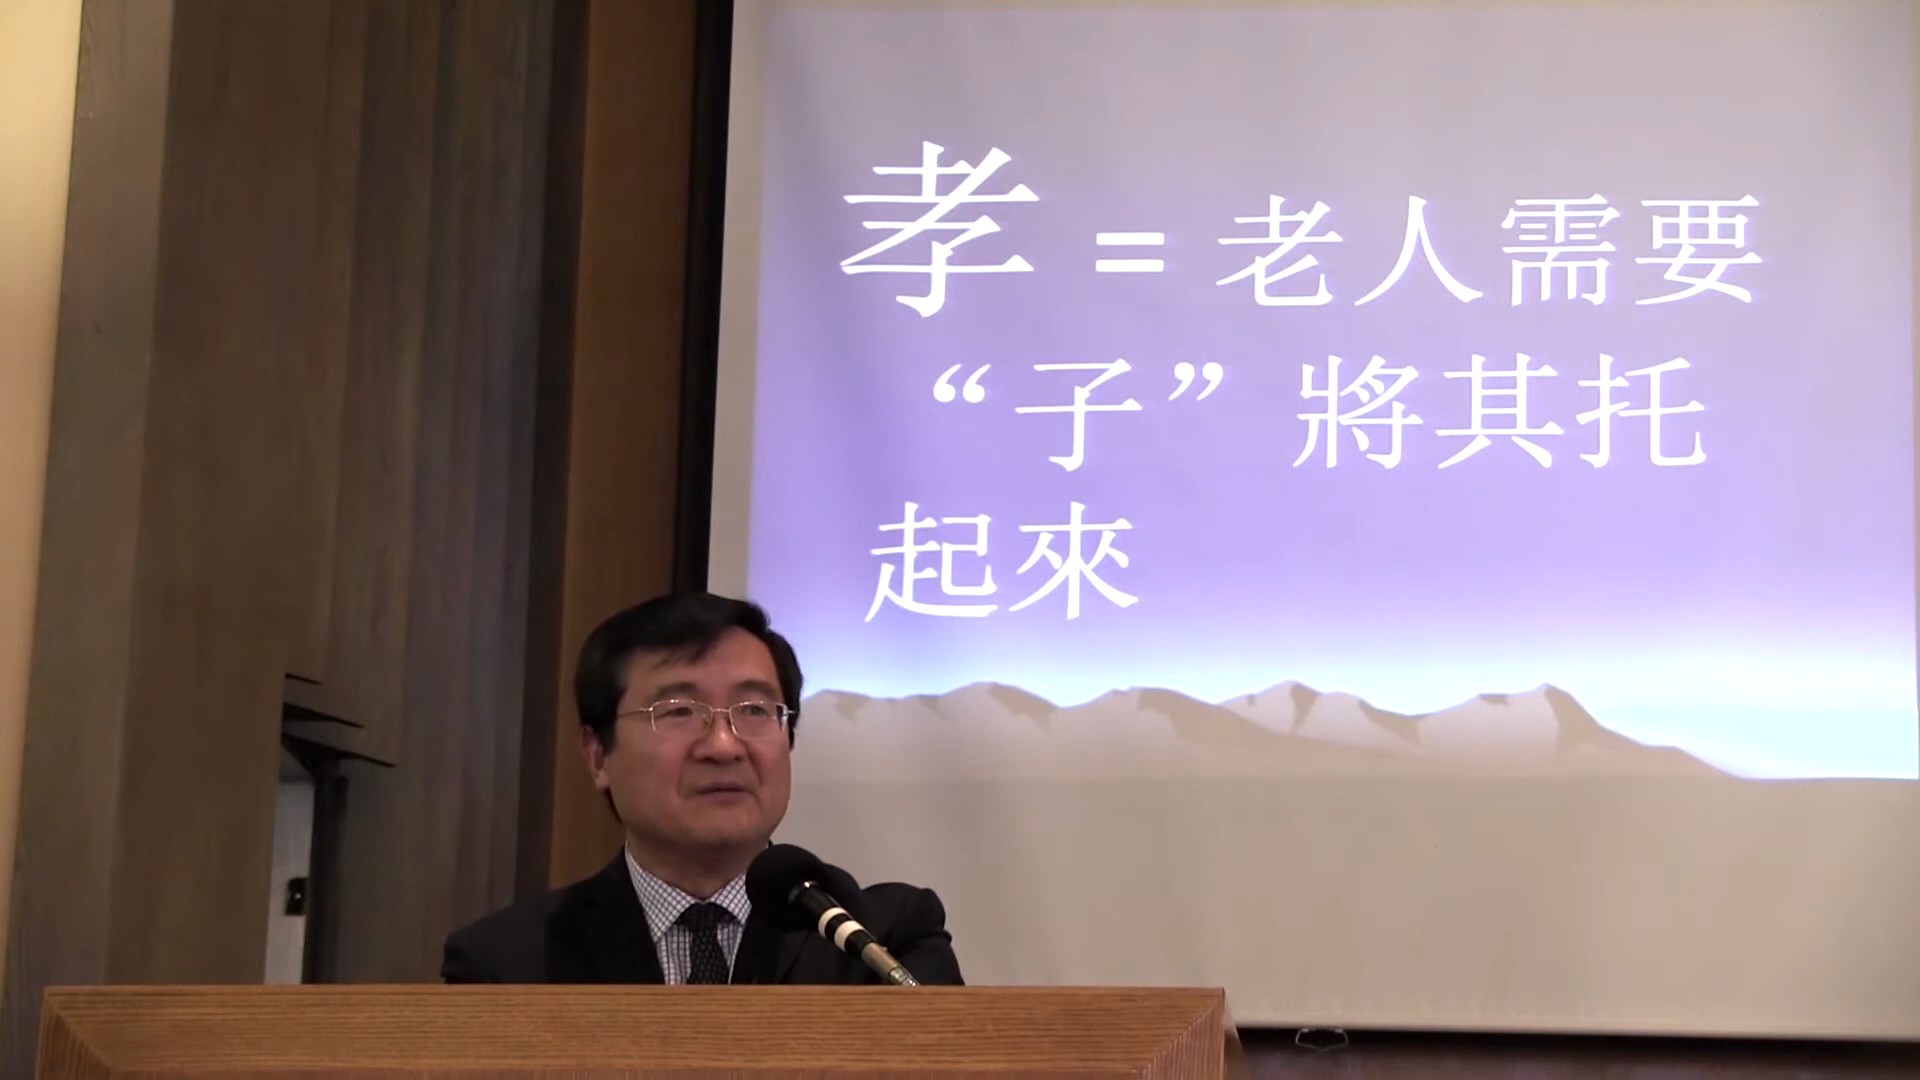 孝 = 老人需要
“子”將其托
起來